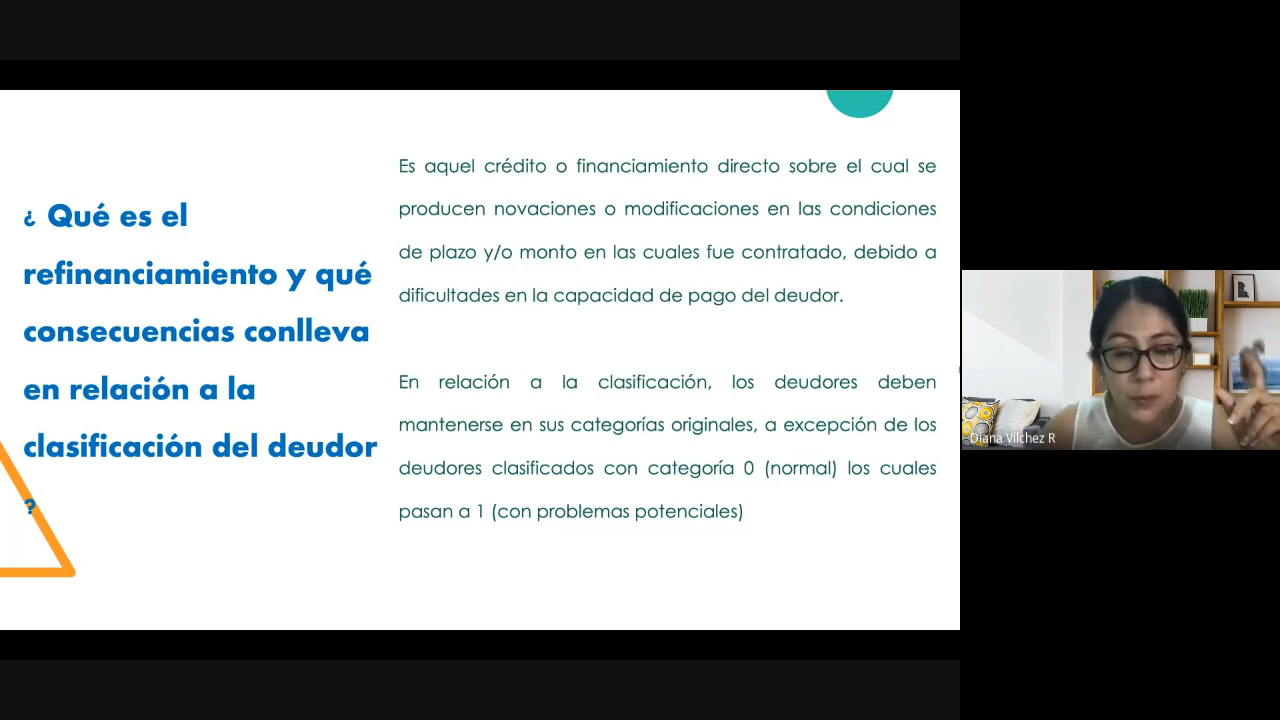 ¿ Qué es el
refinanciamiento y qué
consecuencias conlleva
en relación a la
clasificación del deudor
?
Es aquel crédito o financiamiento directo sobre el cual se
producen novaciones o modificaciones en las condiciones
de plazo y/o monto en las cuales fue contratado, debido a
dificultades en la capacidad de pago del deudor.
En relación a la clasificación, los deudores deben
mantenerse en sus categorías originales, a excepción de los
deudores clasificados con categoría 0 (normal) los cuales
pasan a 1 (con problemas potenciales)
Diana Vilchez R